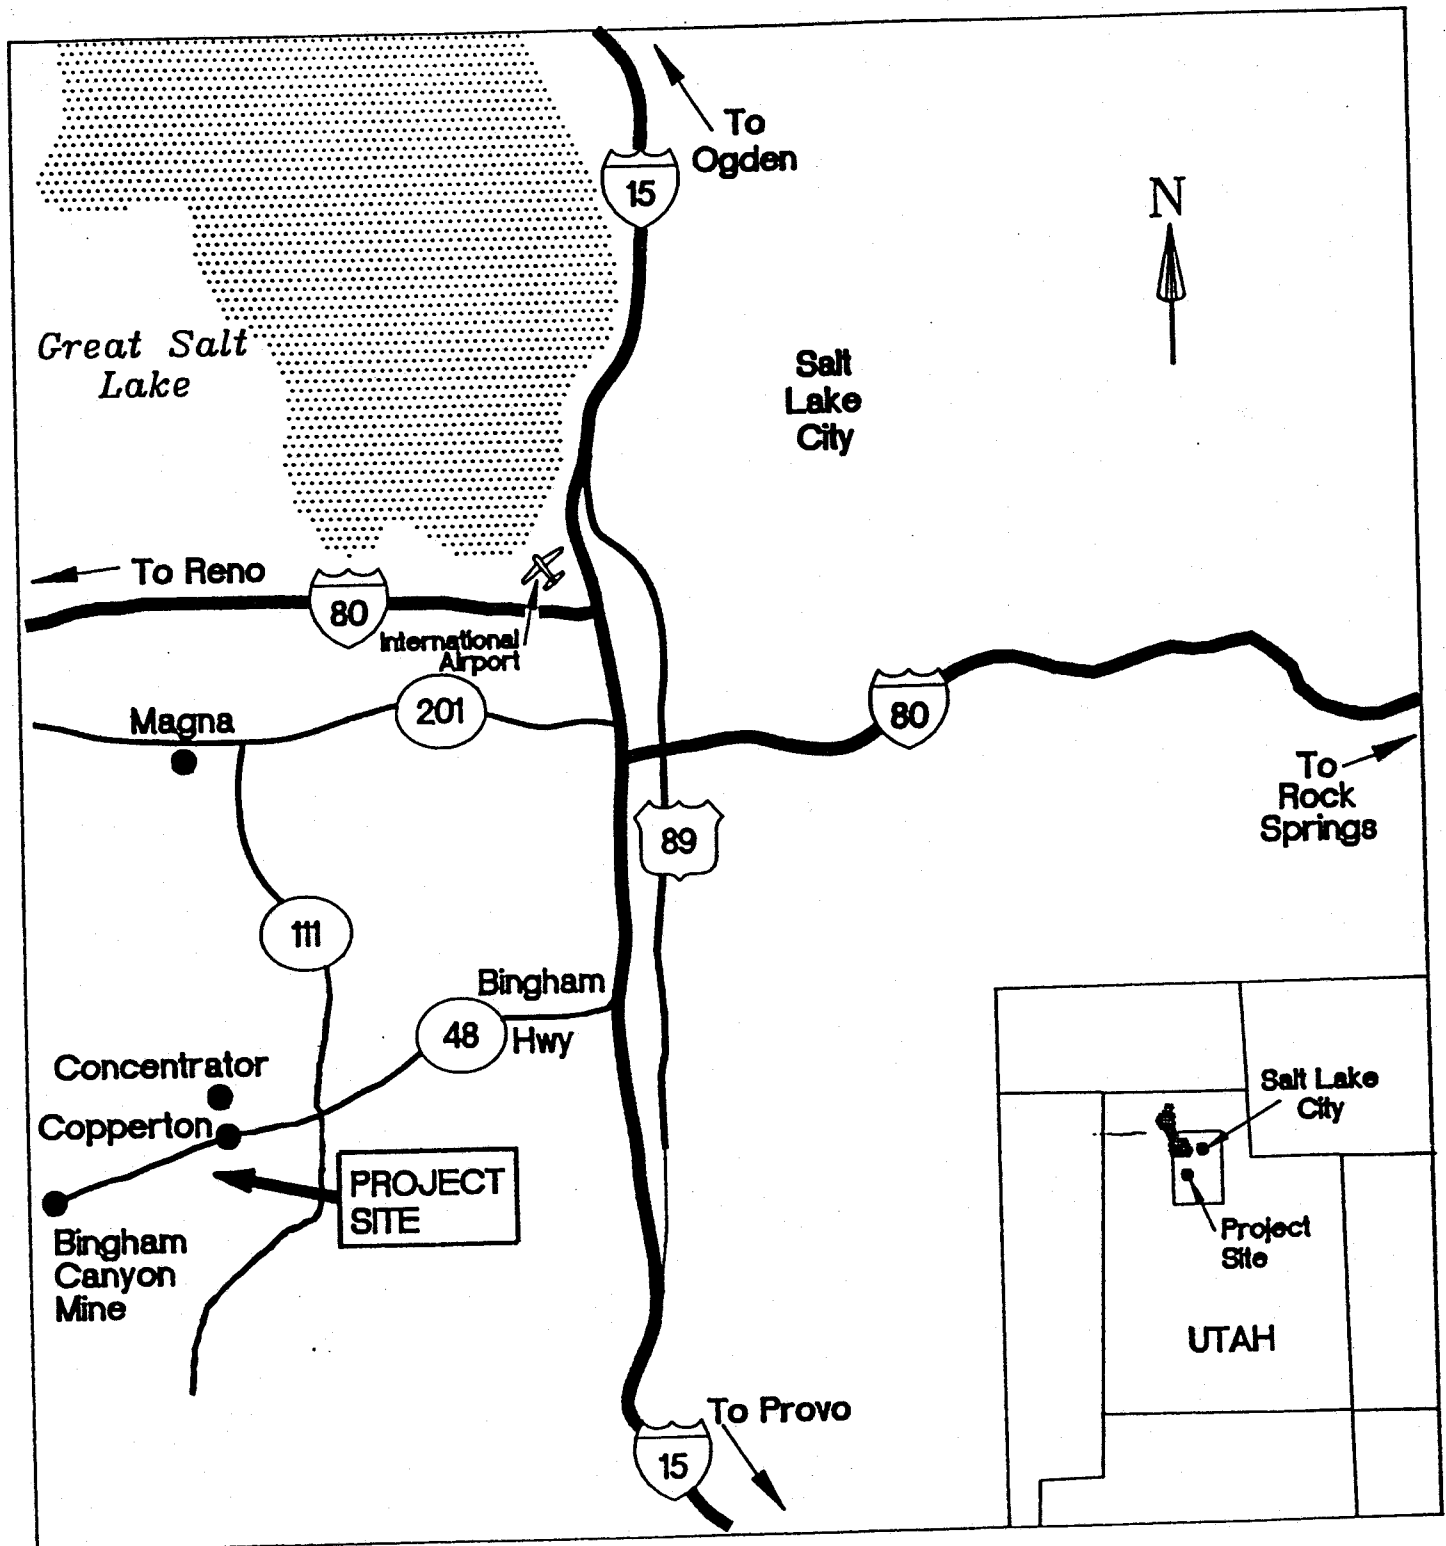 To
Ogden
15
N
Great Salt
Lake
Salt
Lake
City
To Reno
80
International
Airport
201
Magna
80
To
Rock
Springs
89
111
Bingham
48
Hwy
Concentrator
Copperton
PROJECT
SITE
Bingham
Canyon
Mine
Salt Lake
City
Project
Site
UTAH
To Provo
15